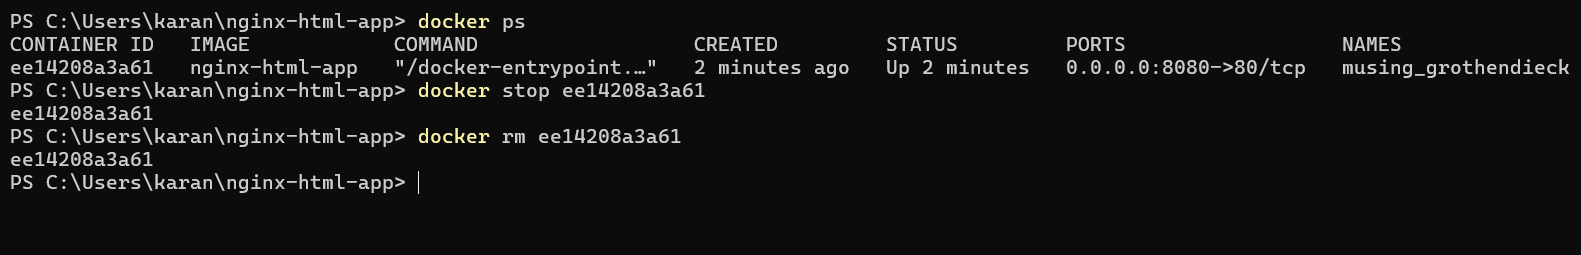 PS C:\Users\karan\nginx-html-app> docker ps
CONTAINER ID   IMAGE            COMMAND                  CREATED         STATUS         PORTS                  NAMES
ee14208a3a61   nginx-html-app   "/docker-entrypoint.…"   2 minutes ago   Up 2 minutes   0.0.0.0:8080->80/tcp   musing_grothendieck
PS C:\Users\karan\nginx-html-app> docker stop ee14208a3a61
ee14208a3a61
PS C:\Users\karan\nginx-html-app> docker rm ee14208a3a61
ee14208a3a61
PS C:\Users\karan\nginx-html-app>